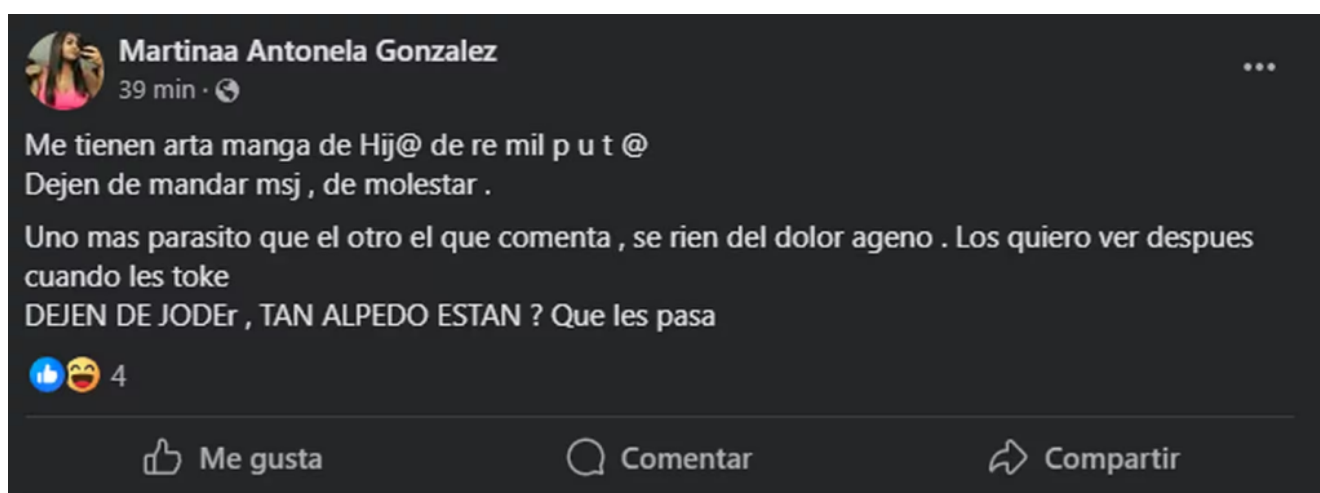 Martinaa Antonela Gonzalez
39 min ·
Me tienen arta manga de Hij@ de re mil p u t @
Dejen de mandar msj , de molestar .
Uno mas parasito que el otro el que comenta , se rien del dolor ageno . Los quiero ver despues
cuando les toke
DEJEN DE JODEr , TAN ALPEDO ESTAN ? Que les pasa
4
Me gusta
Comentar
Compartir